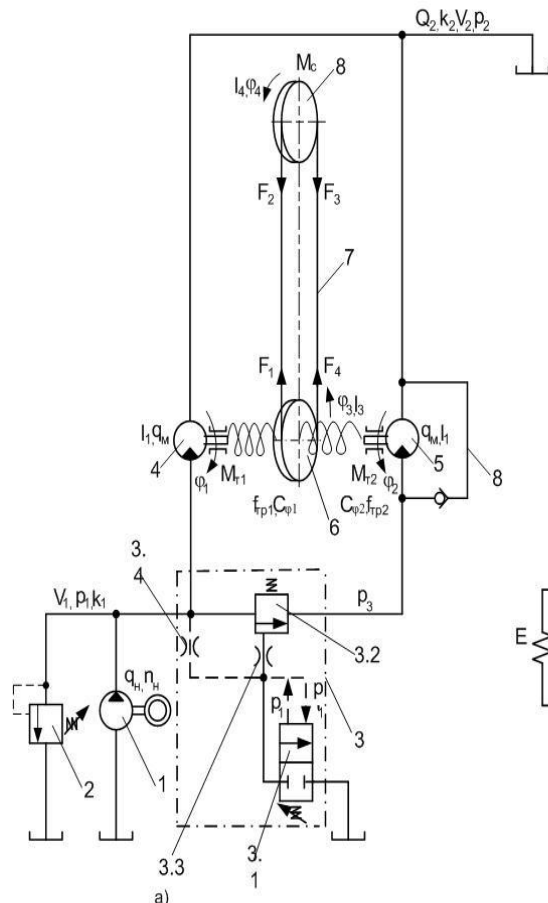 Q₂, k₂, V₂, p₂
Mс
8
I₄,φ₄
F₂
F₃
7
F₁
F₄
φ₃,I₃
I₁,qм
qм,I₁
4
5
Mт1
Mт2
φ₁
φ₂
8
fтр1,Cφ1
6
Cφ2,fтр2
3.
4
V₁, p₁,k₁
p₃
3.2
E
qн, nн
p₁
3
2
1
3.3
3.
1
а)